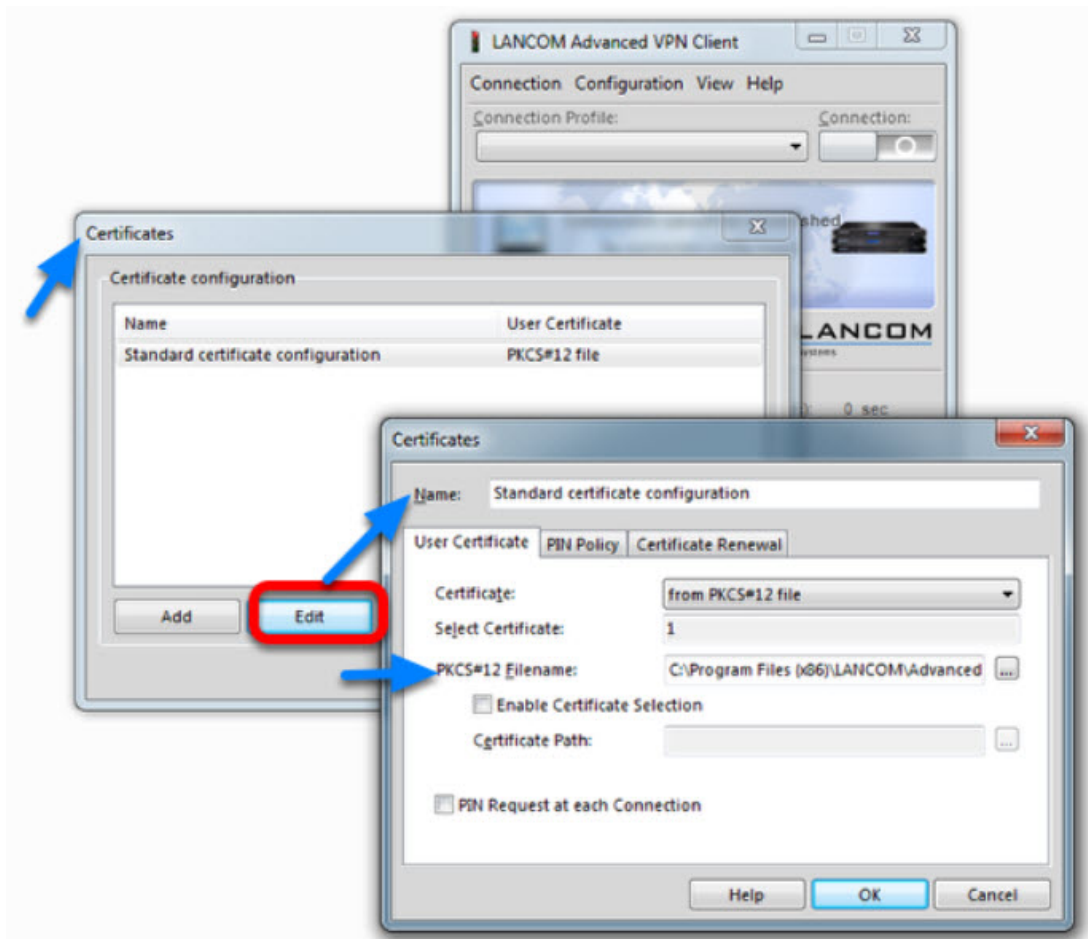 LANCOM Advanced VPN Client
Connection Configuration View Help
Connection Profile: Connection:
shed
LANCOM
systems
0 sec
Certificates
Certificate configuration
Name User Certificate
Standard certificate configuration PKCS#12 file
Add Edit
Certificates
Name: Standard certificate configuration
User Certificate PIN Policy Certificate Renewal
Certificate: from PKCS#12 file
Select Certificate: 1
PKCS#12 Filename: C:\Program Files (x86)\LANCOM\Advanced ...
Enable Certificate Selection
Certificate Path: ...
PIN Request at each Connection
Help OK Cancel